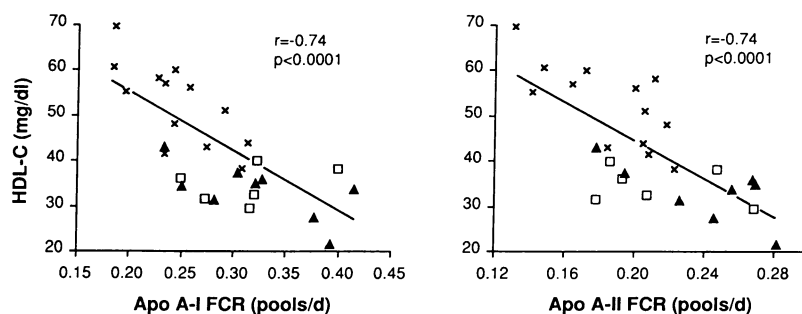 HDL-C (mg/dl)
70
60
50
40
30
20
r=-0.74
p<0.0001
0.15 0.20 0.25 0.30 0.35 0.40 0.45
Apo A-I FCR (pools/d)
70
60
50
40
30
20
r=-0.74
p<0.0001
0.12 0.16 0.20 0.24 0.28
Apo A-II FCR (pools/d)